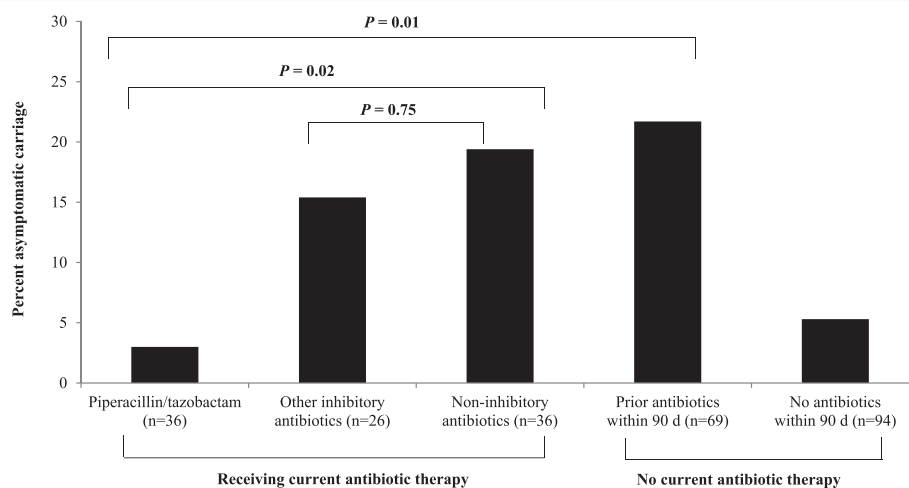 P = 0.01
P = 0.02
P = 0.75
Percent asymptomatic carriage
30
25
20
15
10
5
0
Piperacillin/tazobactam
(n=36)
Other inhibitory
antibiotics (n=26)
Non-inhibitory
antibiotics (n=36)
Prior antibiotics
within 90 d (n=69)
No antibiotics
within 90 d (n=94)
Receiving current antibiotic therapy
No current antibiotic therapy